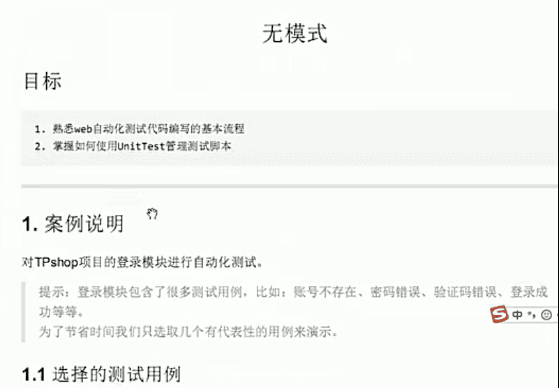 无模式
目标
1. 熟悉web自动化测试代码编写的基本流程
2. 掌握如何使用UnitTest管理测试脚本
1. 案例说明
对TPshop项目的登录模块进行自动化测试。
提示：登录模块包含了很多测试用例，比如：账号不存在、密码错误、验证码错误、登录成
功等等。
为了节省时间我们只选取几个有代表性的用例来演示。
S 中
1.1 选择的测试用例